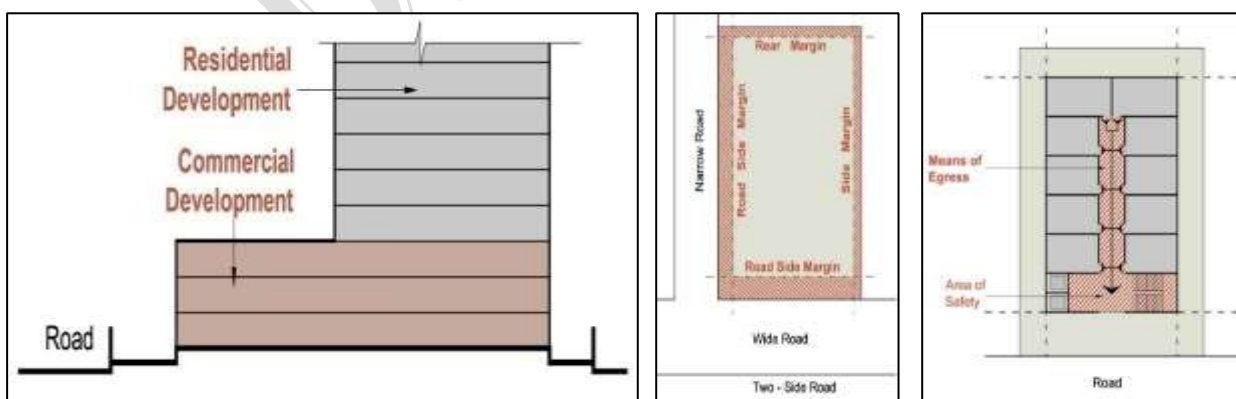 Residential
Development
Commercial
Development
Road
Rear Margin
Narrow Road
Road Side Margin
Side Margin
Road Side Margin
Wide Road
Two - Side Road
Means of
Egress
Area of
Safety
Road